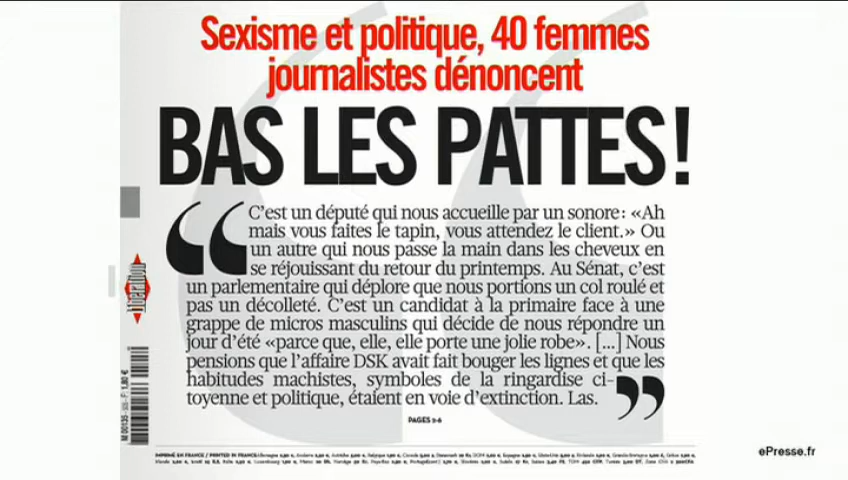 Sexisme et politique, 40 femmes
journalistes dénoncent
BAS LES PATTES!
“ C’est un député qui nous accueille par un sonore : «Ah
mais vous faites le tapin, vous attendez le client.» Ou
un autre qui nous passe la main dans les cheveux en
se réjouissant du retour du printemps. Au Sénat, c’est
un parlementaire qui déplore que nous portions un col roulé et
pas un décolleté. C’est un candidat à la primaire face à une
grappe de micros masculins qui décide de nous répondre un
jour d’été «parce que, elle, elle porte une jolie robe». [...] Nous
pensions que l’affaire DSK avait fait bouger les lignes et que les
habitudes machistes, symboles de la ringardise ci-
toyenne et politique, étaient en voie d’extinction. Las. ”
PAGES 2-6
Libération
IMPRIMÉ EN FRANCE / PRINTED IN FRANCE
ePresse.fr